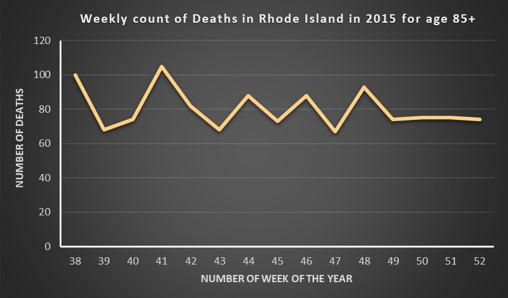 Weekly count of Deaths in Rhode Island in 2015 for age 85+
120
100
80
60
40
20
0
NUMBER OF DEATHS
38 39 40 41 42 43 44 45 46 47 48 49 50 51 52
NUMBER OF WEEK OF THE YEAR